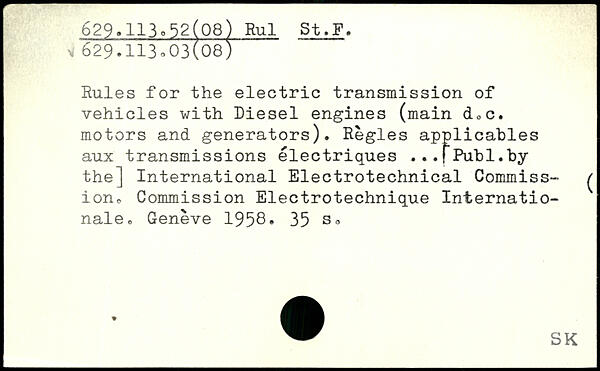 629.113.52(08) Rul St.F.
√629.113.03(08)
Rules for the electric transmission of
vehicles with Diesel engines (main d.c.
motors and generators). Règles applicables
aux transmissions électriques ...[Publ.by
the] International Electrotechnical Commiss-
ion. Commission Electrotechnique Internatio-
nale. Genève 1958. 35 s.
(
SK